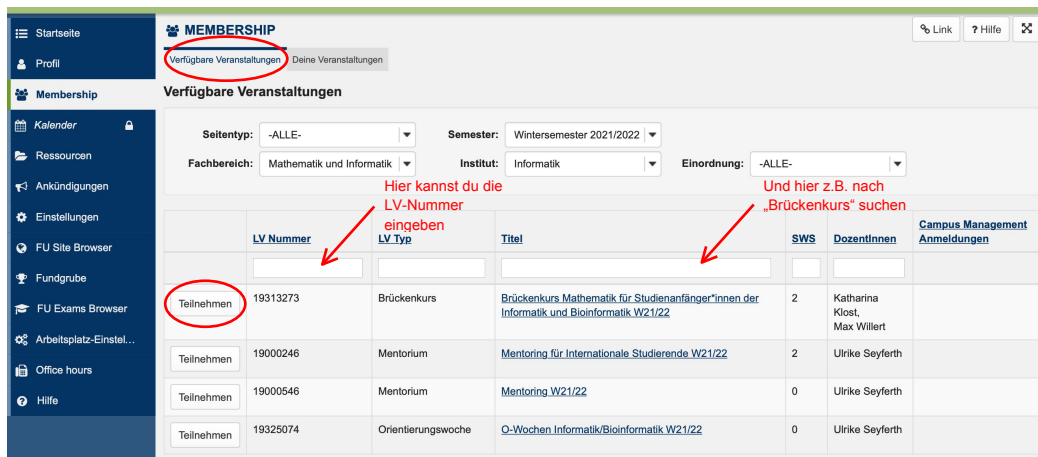 Startseite
Profil
Membership
Kalender
Ressourcen
Ankündigungen
Einstellungen
FU Site Browser
Fundgrube
FU Exams Browser
Arbeitsplatz-Einstel...
Office hours
Hilfe
MEMBERSHIP
Link
? Hilfe
Verfügbare Veranstaltungen
Deine Veranstaltungen
Verfügbare Veranstaltungen
Seitentyp: -ALLE- Semester: Wintersemester 2021/2022
Fachbereich: Mathematik und Informatik Institut: Informatik Einordnung: -ALLE-
Hier kannst du die
LV-Nummer
eingeben
Und hier z.B. nach
„Brückenkurs“ suchen
LV Nummer LV Typ Titel SWS DozentInnen Campus Management
Anmeldungen
Teilnehmen 19313273 Brückenkurs Brückenkurs Mathematik für Studienanfänger*innen der 2 Katharina
Informatik und Bioinformatik W21/22 Klost,
Max Willert
Teilnehmen 19000246 Mentorium Mentoring für Internationale Studierende W21/22 2 Ulrike Seyferth
Teilnehmen 19000546 Mentorium Mentoring W21/22 0 Ulrike Seyferth
Teilnehmen 19325074 Orientierungswoche O-Wochen Informatik/Bioinformatik W21/22 0 Ulrike Seyferth